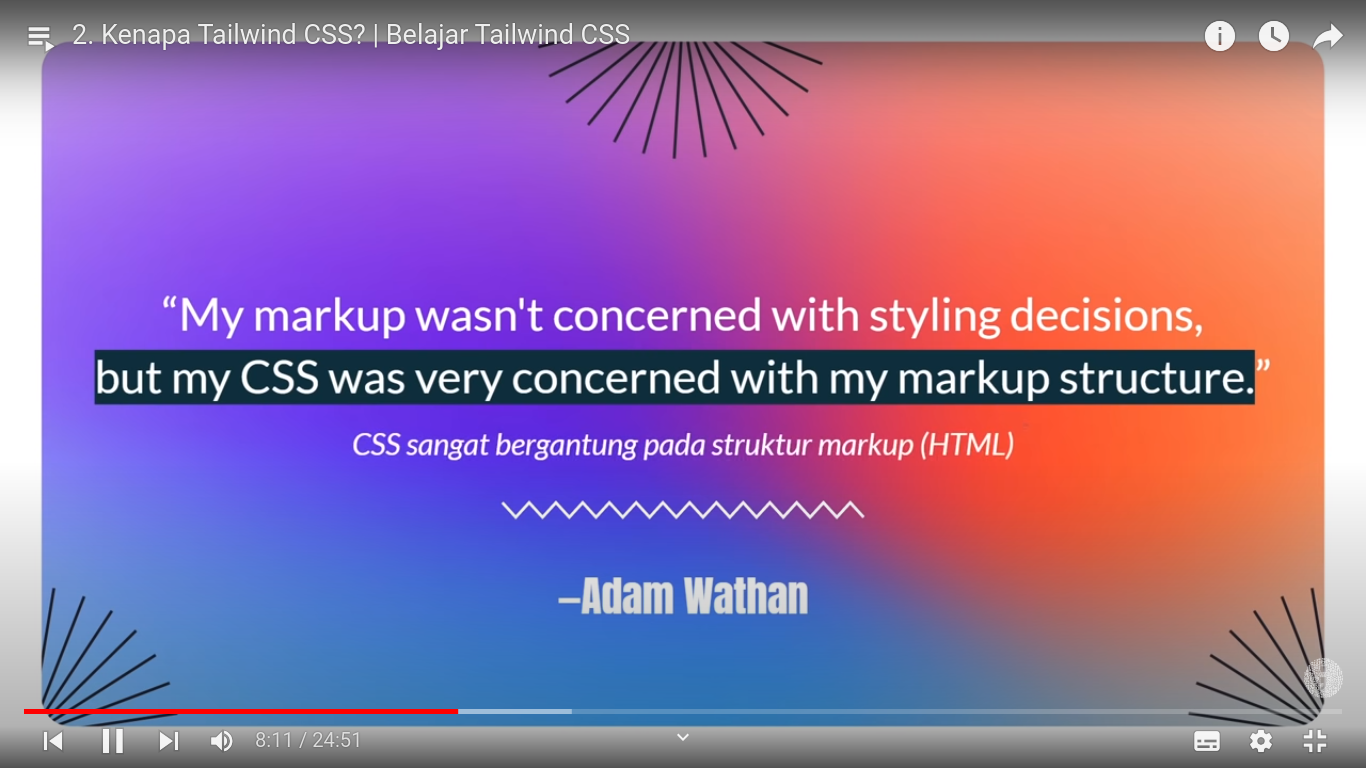 2. Kenapa Tailwind CSS? | Belajar Tailwind CSS
“My markup wasn't concerned with styling decisions,
but my CSS was very concerned with my markup structure.”
CSS sangat bergantung pada struktur markup (HTML)
–Adam Wathan
8:11 / 24:51